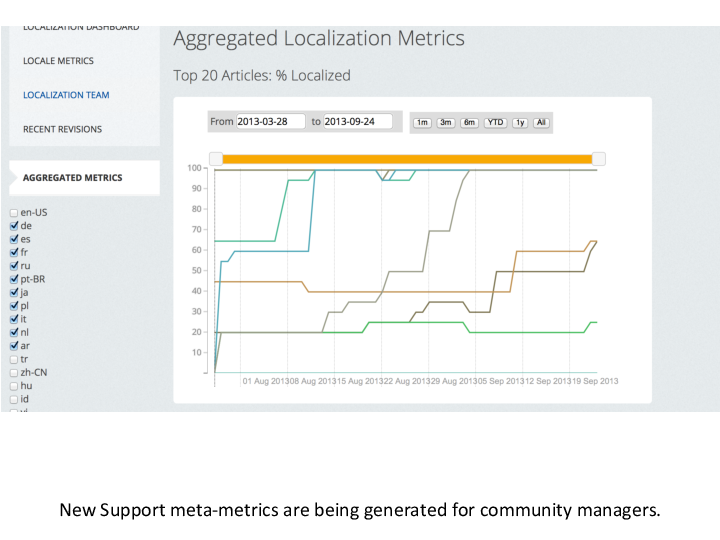 LOCALIZATION DASHBOARD
LOCALE METRICS
LOCALIZATION TEAM
RECENT REVISIONS
AGGREGATED METRICS
en-US
de
es
fr
ru
pt-BR
ja
pl
it
nl
ar
tr
zh-CN
hu
id
Aggregated Localization Metrics
Top 20 Articles: % Localized
From 2013-03-28 to 2013-09-24 1m 3m 6m YTD 1y All
100
90
80
70
60
50
40
30
20
10
01 Aug 2013 08 Aug 2013 15 Aug 2013 22 Aug 2013 29 Aug 2013 05 Sep 2013 12 Sep 2013 19 Sep 2013
New Support meta-metrics are being generated for community managers.